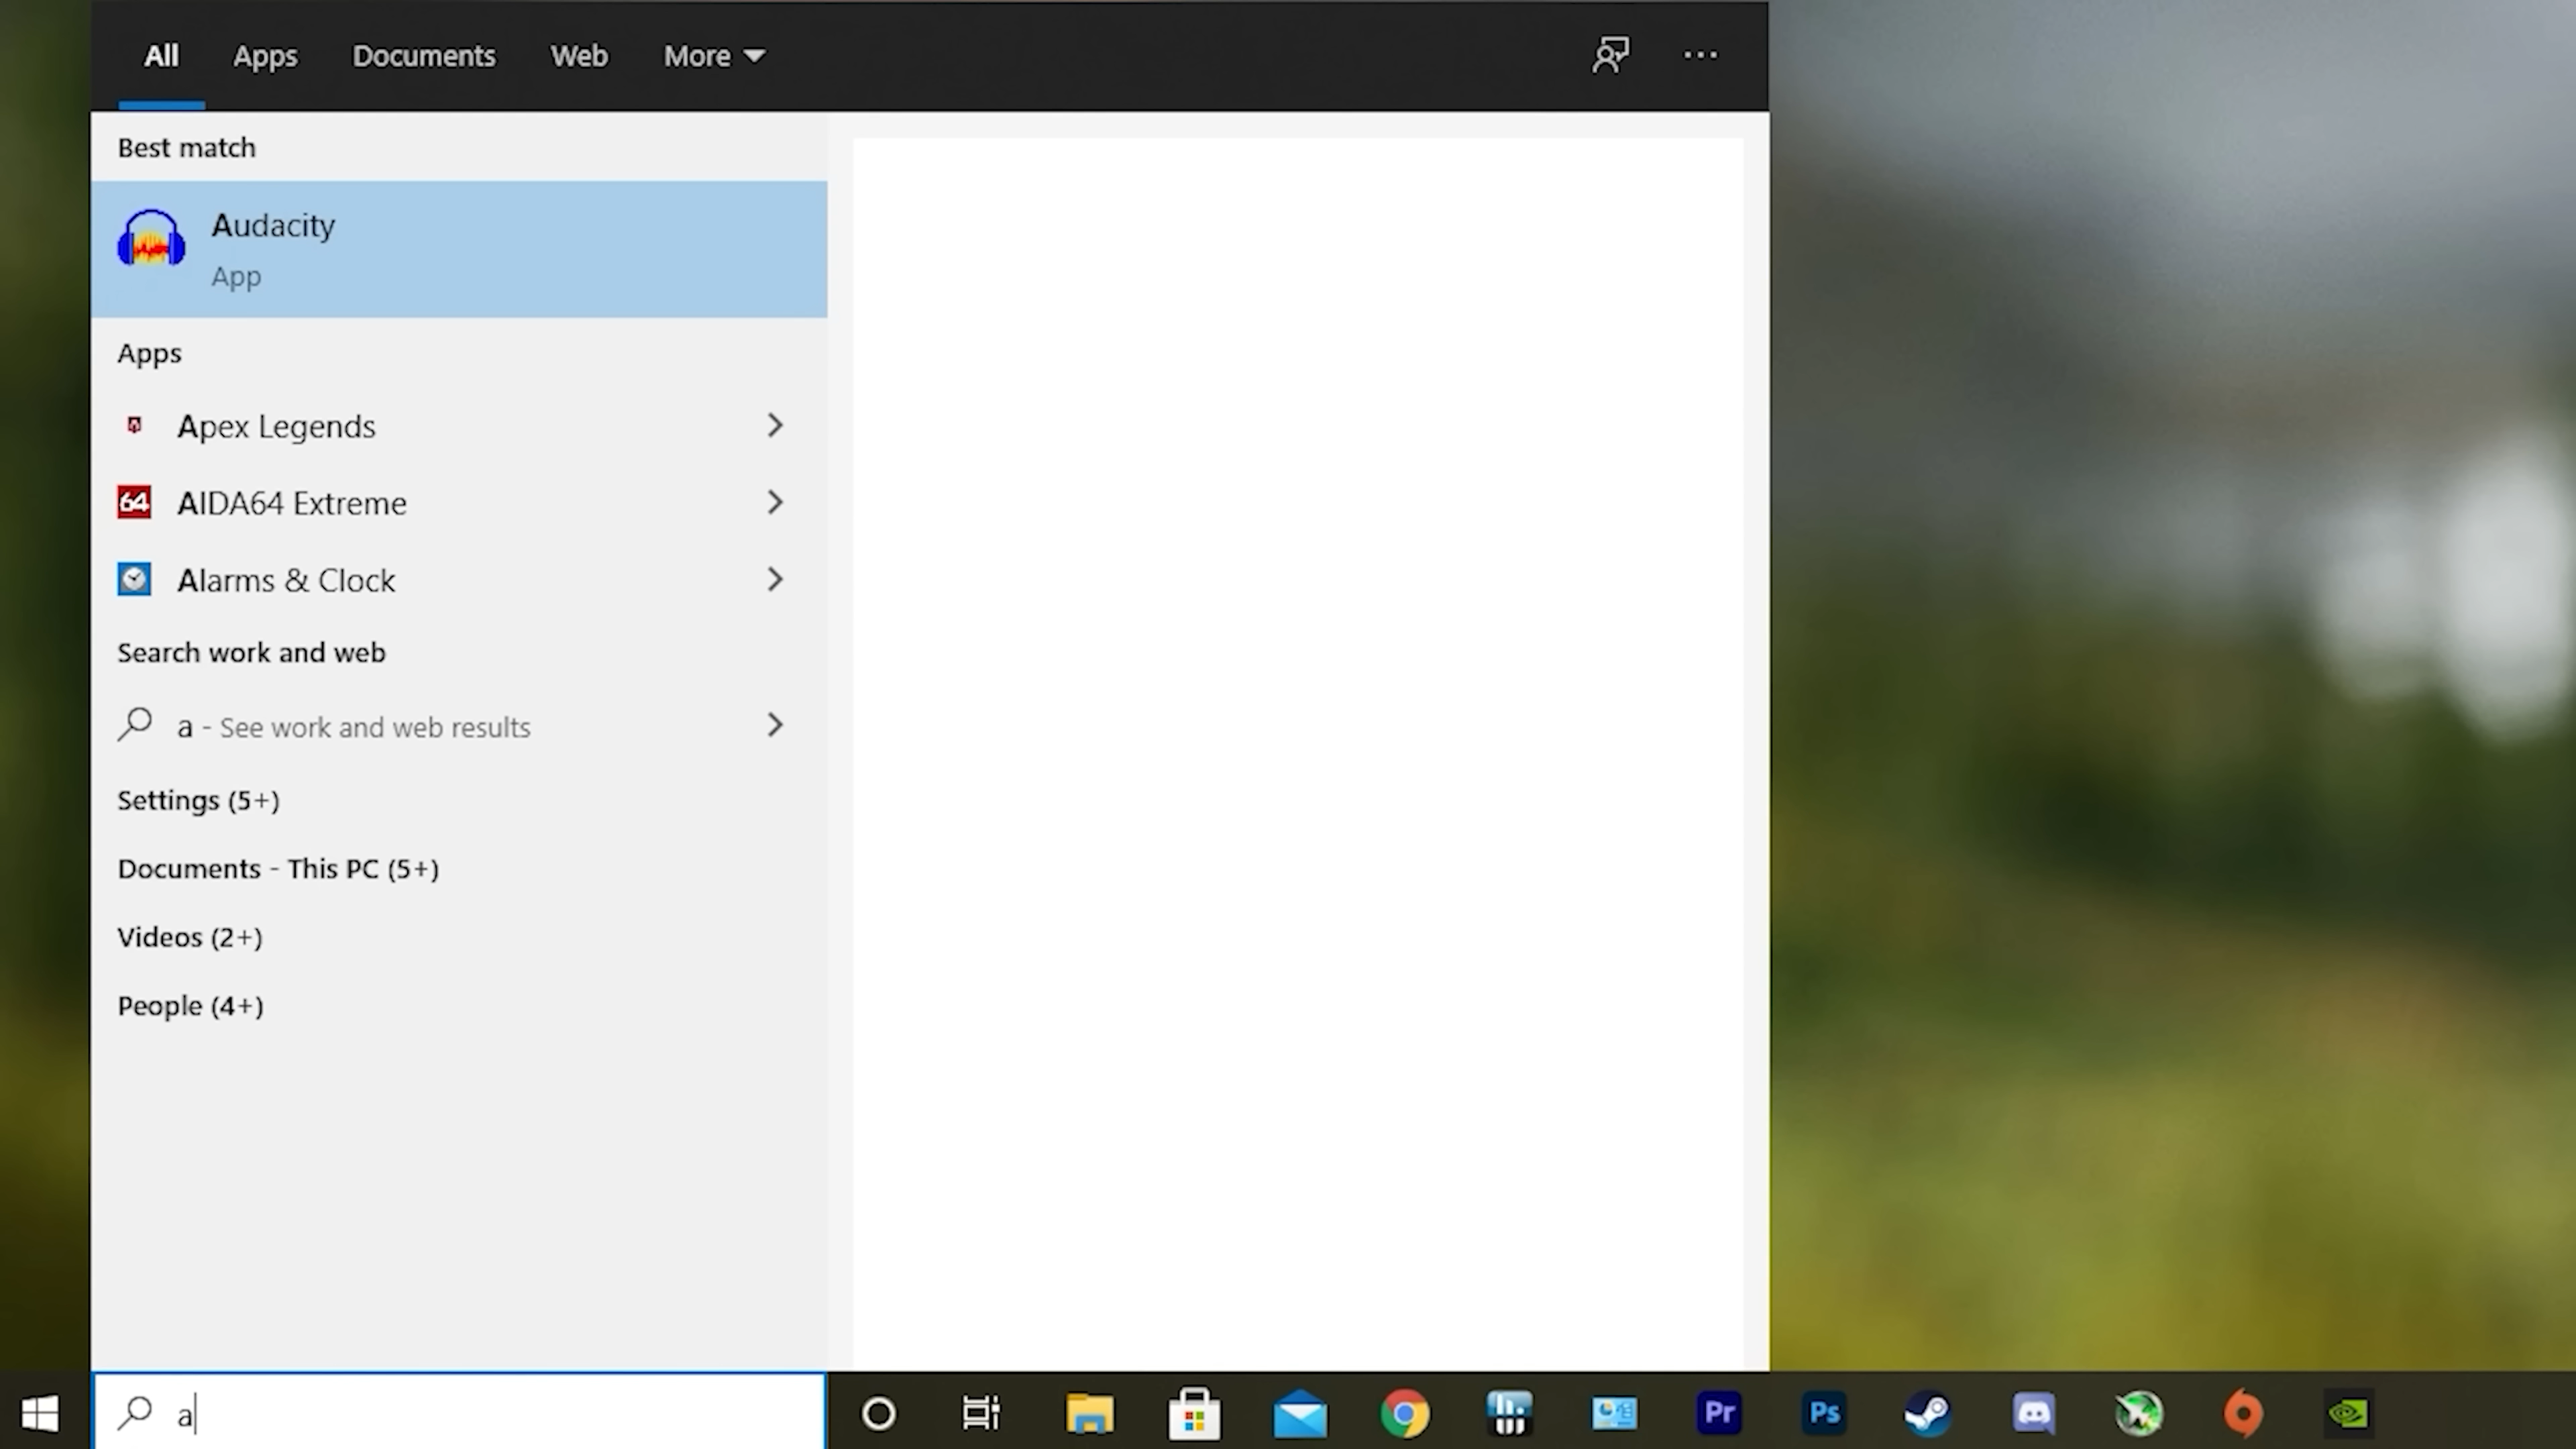 All Apps Documents Web More
Best match
Audacity
App
Apps
Apex Legends
64 AIDA64 Extreme
Alarms & Clock
Search work and web
a - See work and web results
Settings (5+)
Documents - This PC (5+)
Videos (2+)
People (4+)
a
Pr Ps